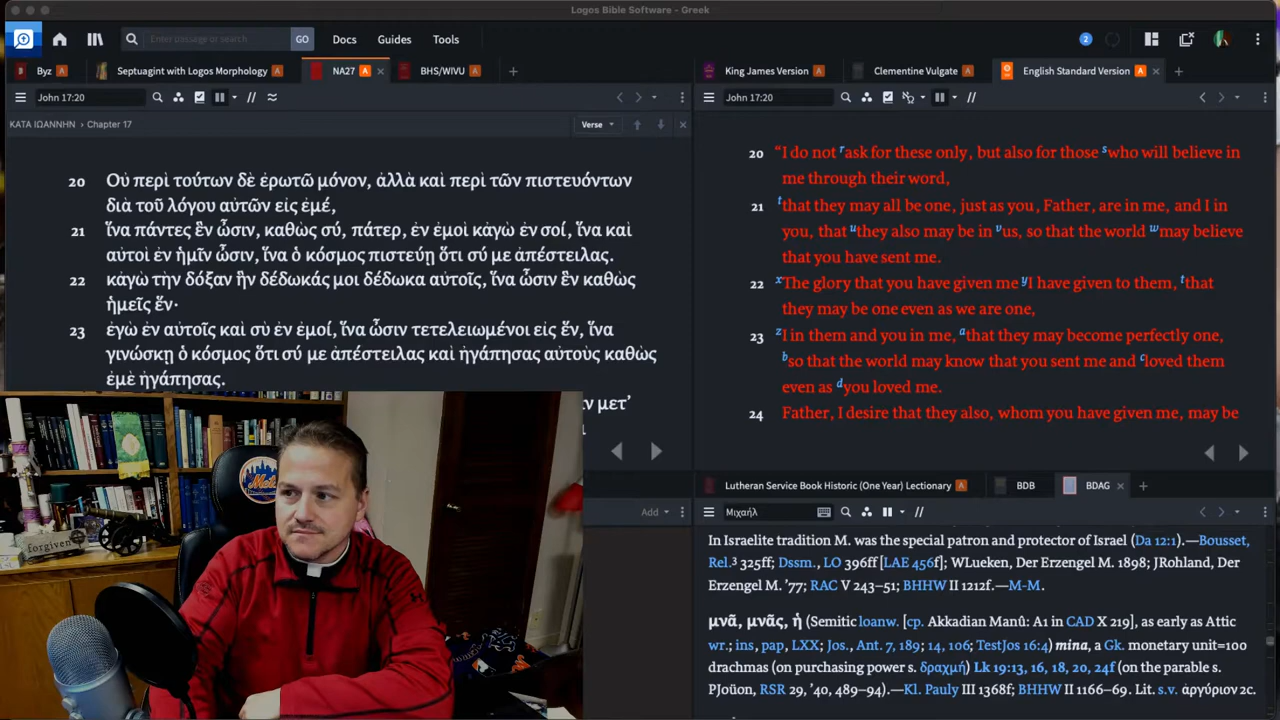 Logos Bible Software - Greek
Enter passage or search GO Docs Guides Tools
2
Byz A Septuagint with Logos Morphology A NA27 A BHS/WIVU A
John 17:20
ΚΑΤΑ ΙΩΑΝΝΗΝ › Chapter 17
Verse
20 Οὐ περὶ τούτων δὲ ἐρωτῶ μόνον, ἀλλὰ καὶ περὶ τῶν πιστευόντων
διὰ τοῦ λόγου αὐτῶν εἰς ἐμέ,
21 ἵνα πάντες ἓν ὦσιν, καθὼς σύ, πάτερ, ἐν ἐμοὶ κἀγὼ ἐν σοί, ἵνα καὶ
αὐτοὶ ἐν ἡμῖν ὦσιν, ἵνα ὁ κόσμος πιστεύῃ ὅτι σύ με ἀπέστειλας.
22 κἀγὼ τὴν δόξαν ἣν δέδωκάς μοι δέδωκα αὐτοῖς, ἵνα ὦσιν ἓν καθὼς
ἡμεῖς ἕν·
23 ἐγὼ ἐν αὐτοῖς καὶ σὺ ἐν ἐμοί, ἵνα ὦσιν τετελειωμένοι εἰς ἕν, ἵνα
γινώσκῃ ὁ κόσμος ὅτι σύ με ἀπέστειλας καὶ ἠγάπησας αὐτοὺς καθὼς
ἐμὲ ἠγάπησας.
μετ’
Mets
forgiven
Add
King James Version A Clementine Vulgate A English Standard Version A
John 17:20
20 “I do not r ask for these only, but also for those s who will believe in
me through their word,
21 t that they may all be one, just as you, Father, are in me, and I in
you, that u they also may be in v us, so that the world w may believe
that you have sent me.
22 x The glory that you have given me y I have given to them, t that
they may be one even as we are one,
23 z I in them and you in me, a that they may become perfectly one,
b so that the world may know that you sent me and c loved them
even as d you loved me.
24 Father, I desire that they also, whom you have given me, may be
Lutheran Service Book Historic (One Year) Lectionary A BDB BDAG
Μιχαήλ
In Israelite tradition M. was the special patron and protector of Israel (Da 12:1).—Bousset,
Rel.³ 325ff; Dssm., LO 396ff [LAE 456f]; WLueken, Der Erzengel M. 1898; JRohland, Der
Erzengel M. ’77; RAC V 243–51; BHHW II 1212f.—M-M.
μνᾶ, μνᾶς, ἡ (Semitic loanw. [cp. Akkadian Manû: A1 in CAD X 219], as early as Attic
wr.; ins, pap, LXX; Jos., Ant. 7, 189; 14, 106; TestJos 16:4) mina, a Gk. monetary unit=100
drachmas (on purchasing power s. δραχμή) Lk 19:13, 16, 18, 20, 24f (on the parable s.
PJoüon, RSR 29, ’40, 489–94).—Kl. Pauly III 1368f; BHHW II 1166–69. Lit. s.v. ἀργύριον 2c.